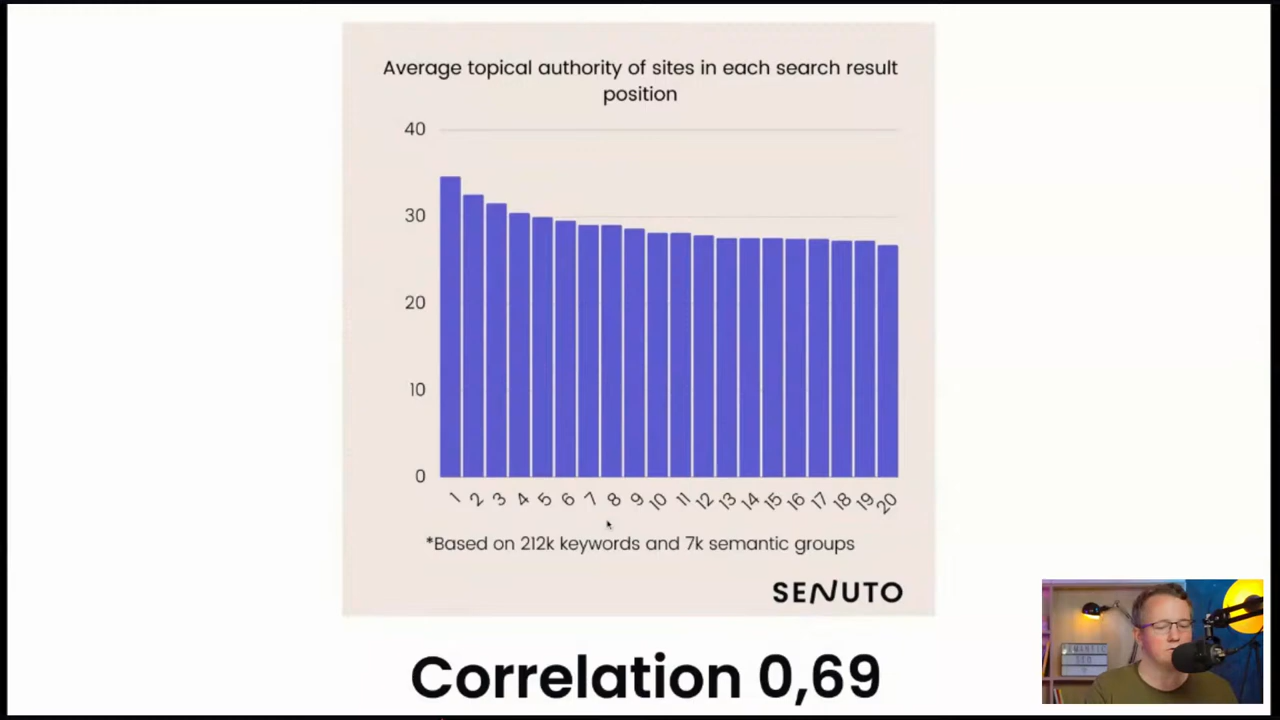 Average topical authority of sites in each search result
position
40
30
20
10
0
1 2 3 4 5 6 7 8 9 10 11 12 13 14 15 16 17 18 19 20
*Based on 212k keywords and 7k semantic groups
SENUTO
Correlation 0,69
SEMANTIC
SEO